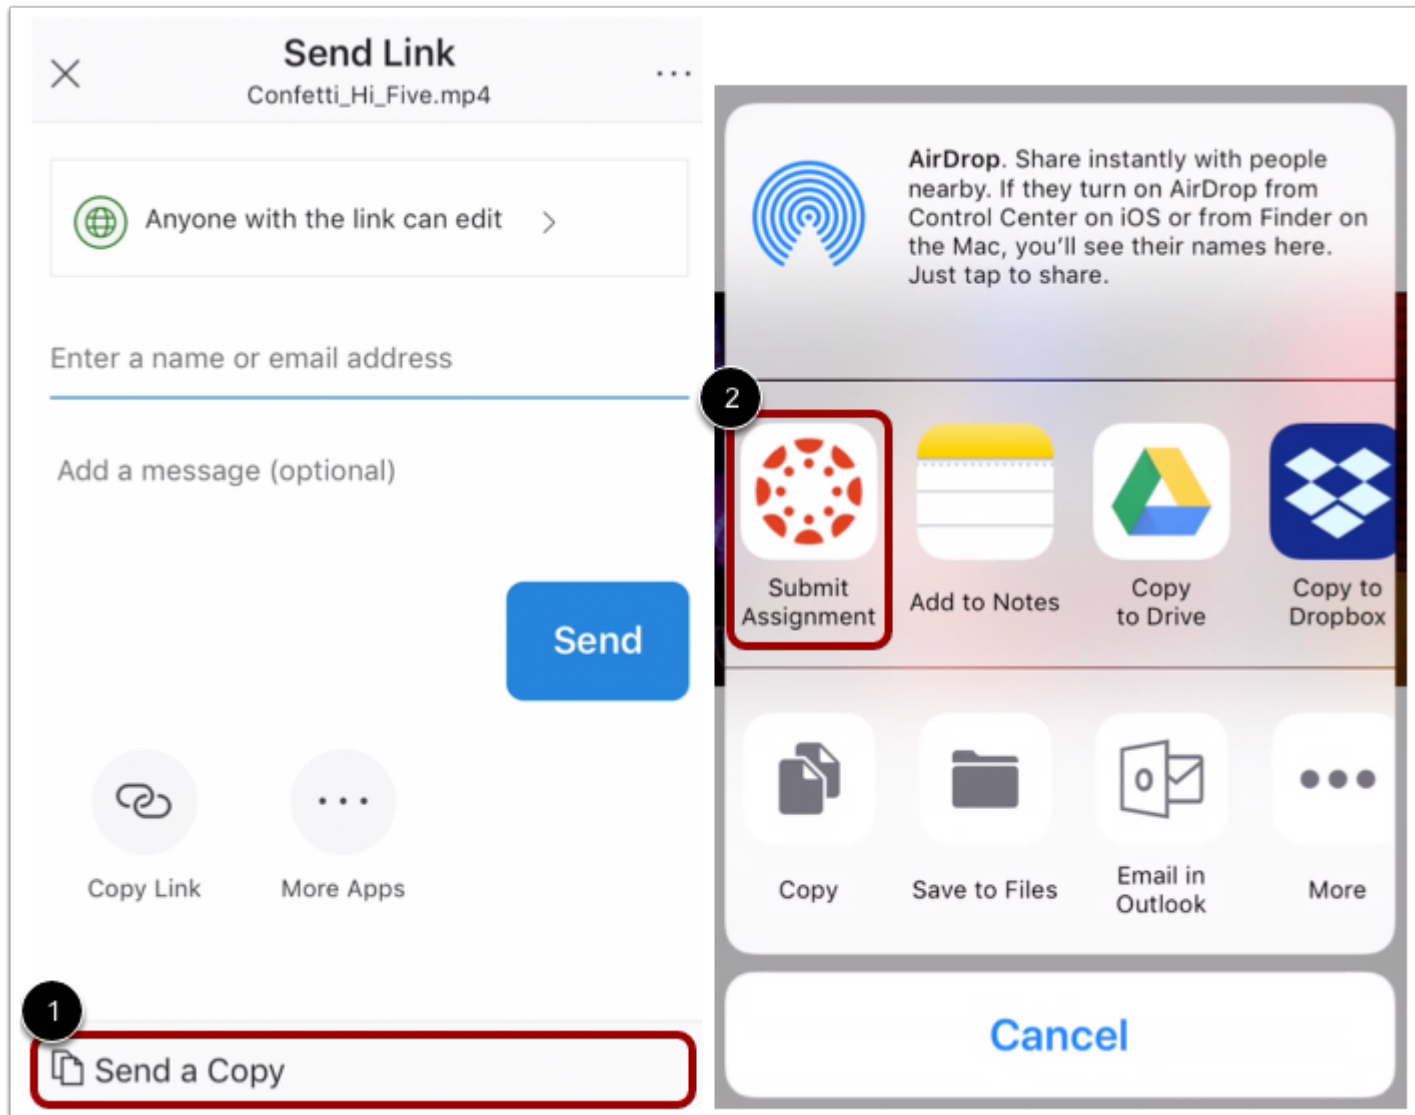 Send Link
Confetti_Hi_Five.mp4
Anyone with the link can edit
Enter a name or email address
Add a message (optional)
Send
Copy Link
More Apps
1
Send a Copy
AirDrop. Share instantly with people
nearby. If they turn on AirDrop from
Control Center on iOS or from Finder on
the Mac, you'll see their names here.
Just tap to share.
2
Submit
Assignment
Add to Notes
Copy
to Drive
Copy to
Dropbox
Copy
Save to Files
Email in
Outlook
More
Cancel